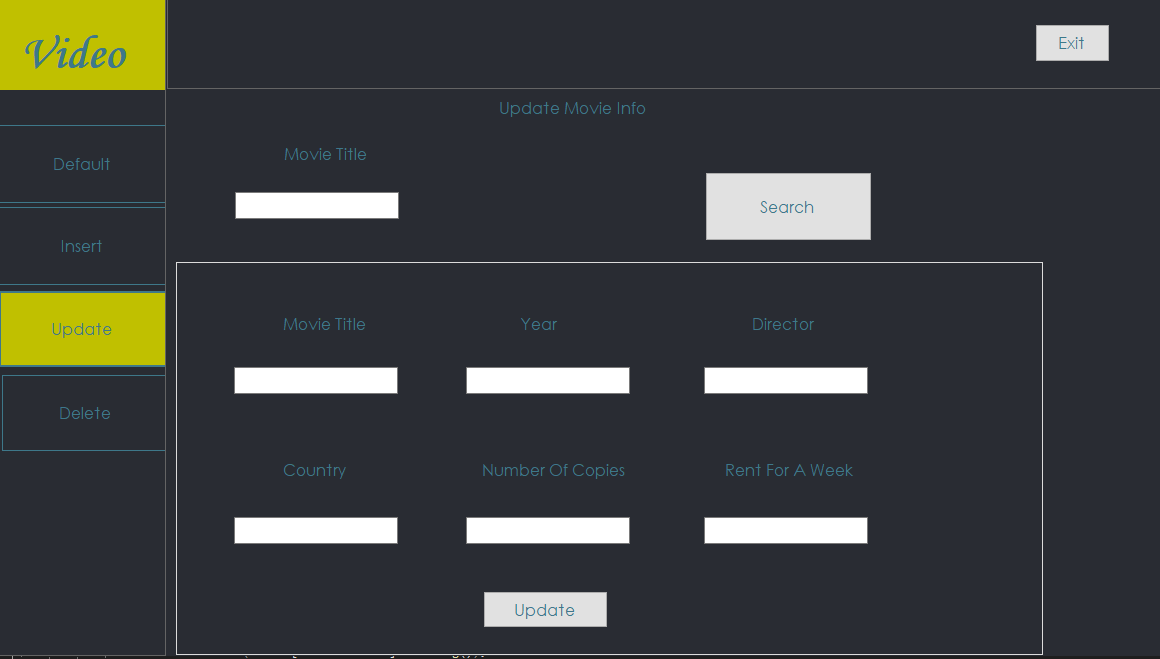 Video
Exit
Update Movie Info
Default
Insert
Update
Delete
Movie Title
Search
Movie Title Year Director
Country Number Of Copies Rent For A Week
Update